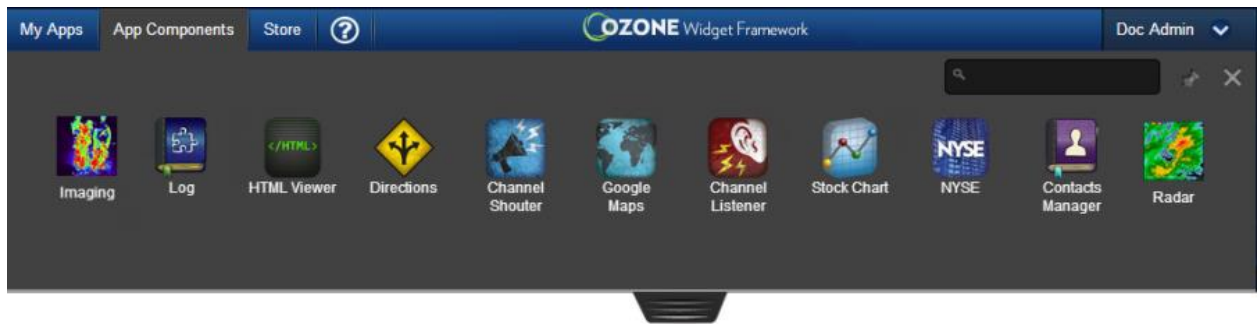 My Apps
App Components
Store
?
OZONE Widget Framework
Doc Admin
</HTML>
NYSE
Imaging
Log
HTML Viewer
Directions
Channel
Shouter
Google
Maps
Channel
Listener
Stock Chart
NYSE
Contacts
Manager
Radar